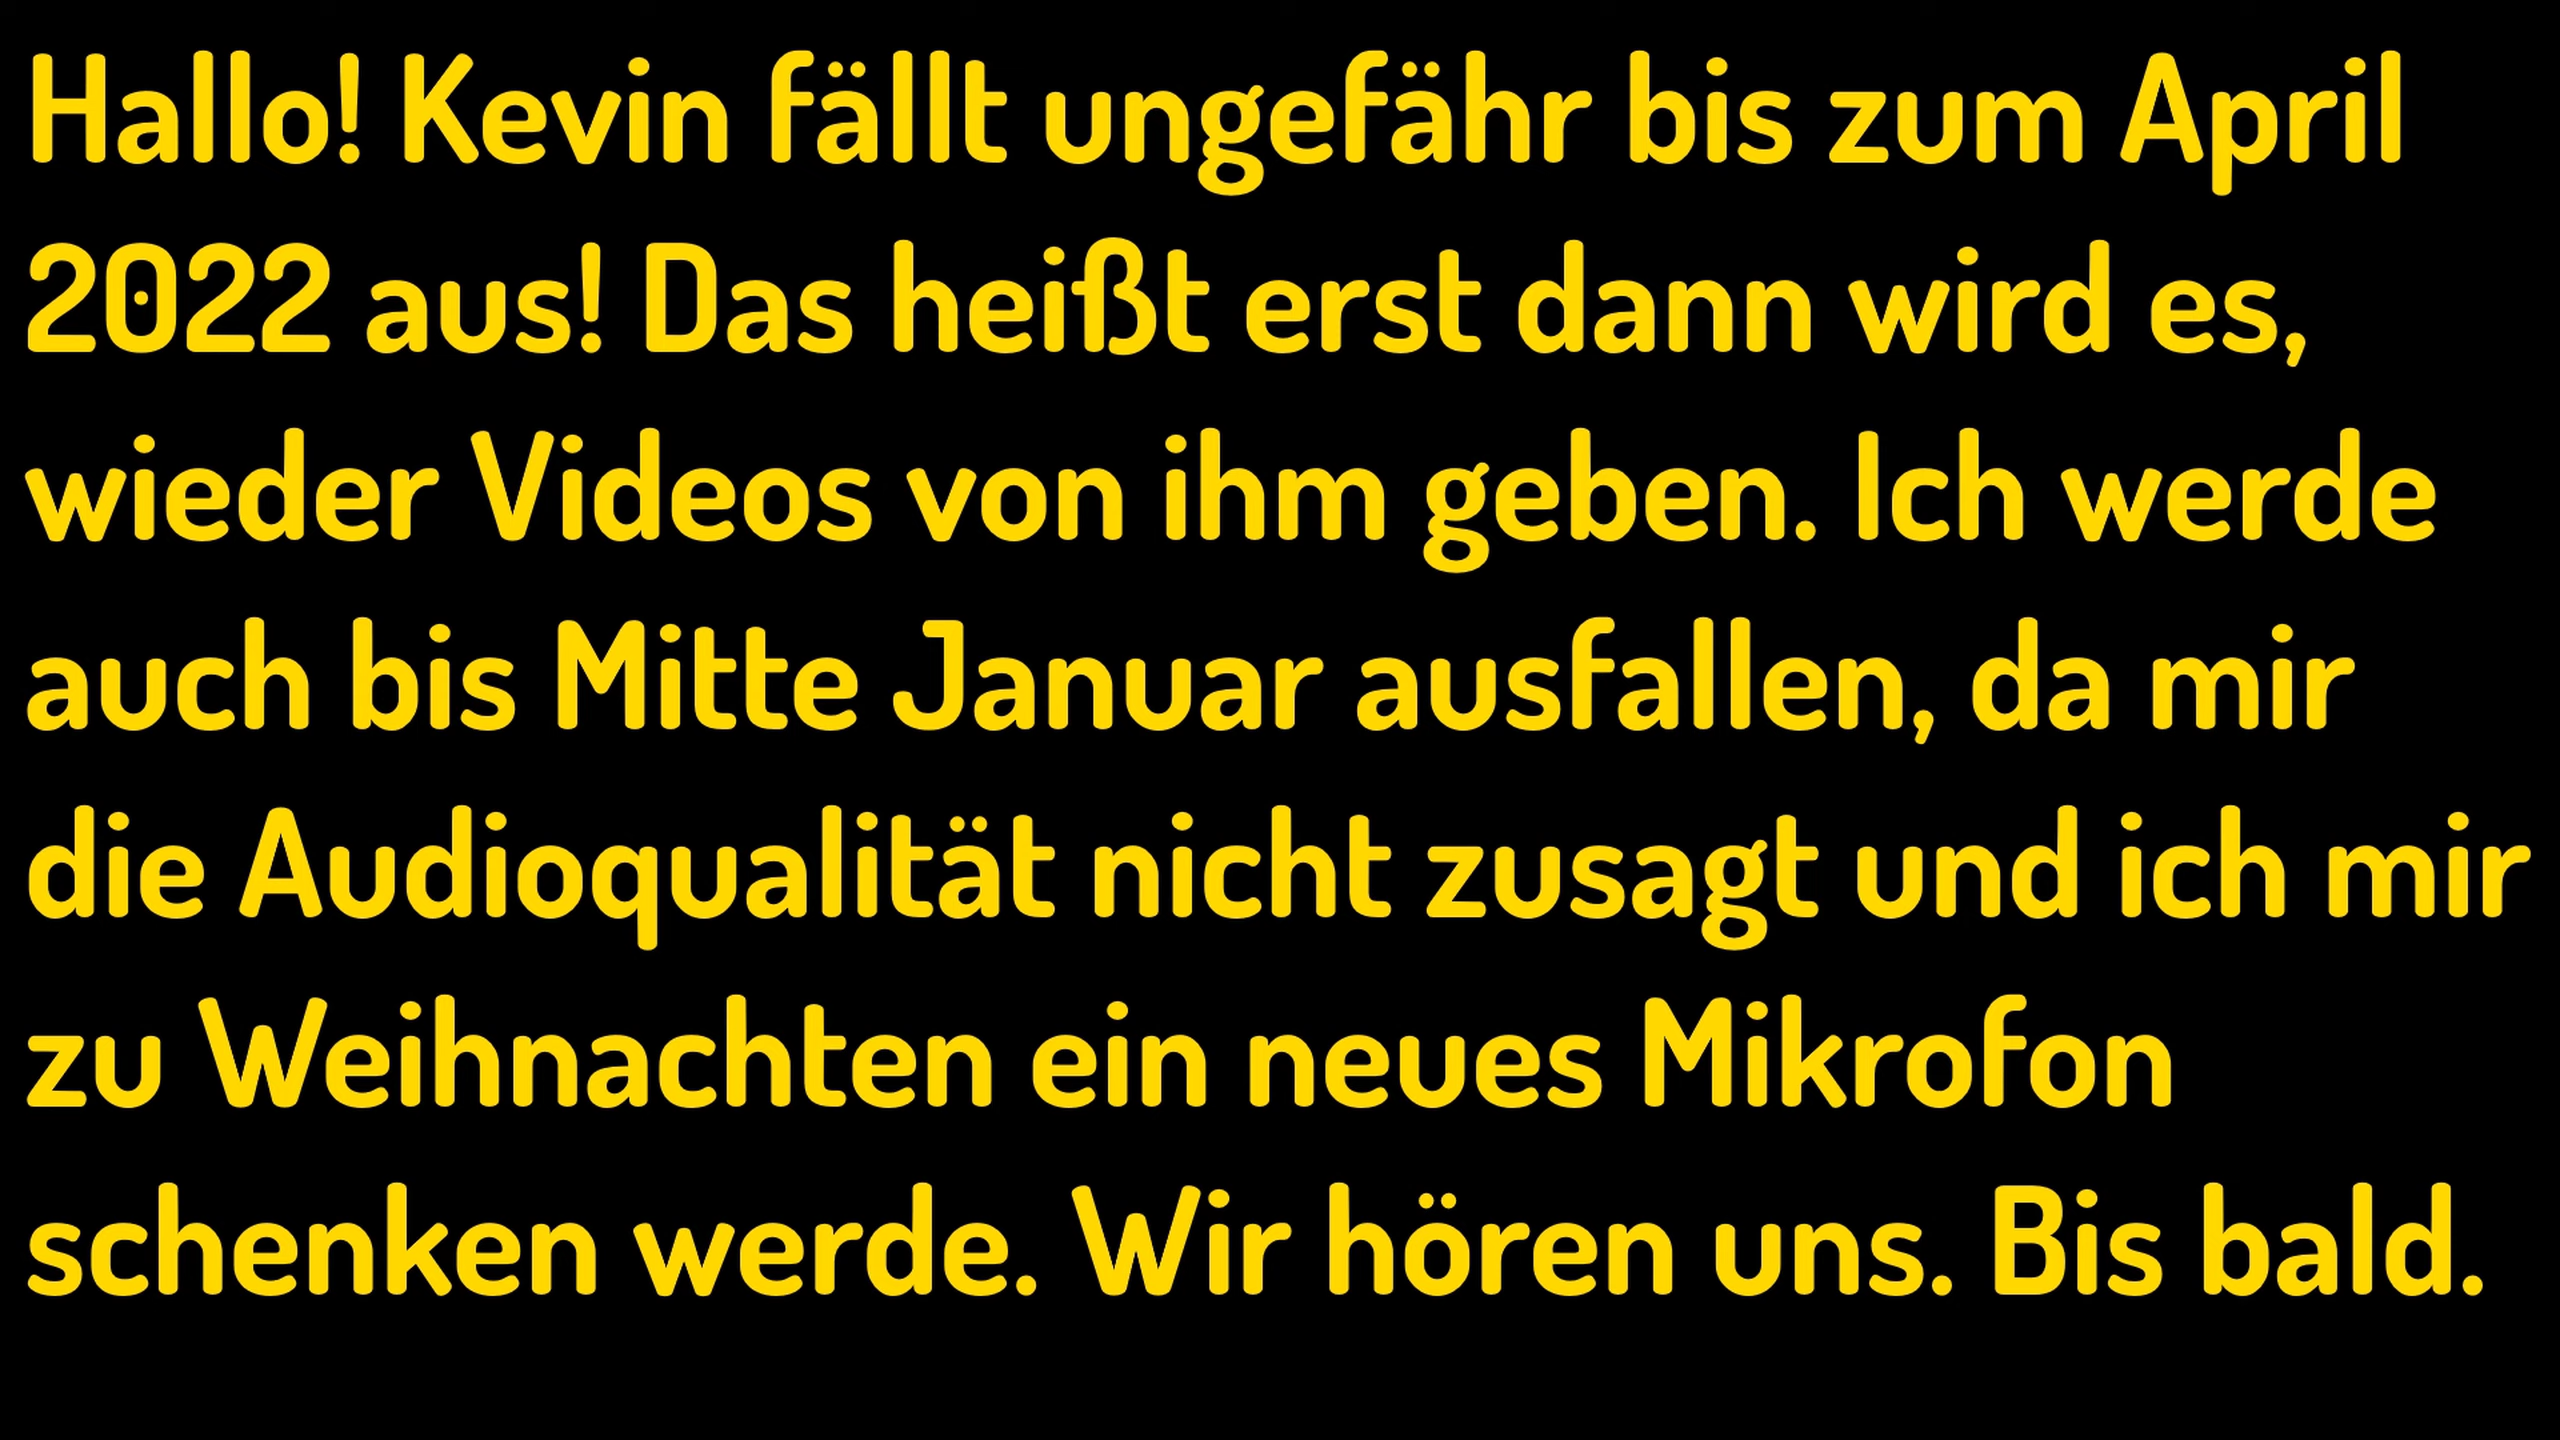 Hallo! Kevin fällt ungefähr bis zum April
2022 aus! Das heißt erst dann wird es,
wieder Videos von ihm geben. Ich werde
auch bis Mitte Januar ausfallen, da mir
die Audioqualität nicht zusagt und ich mir
zu Weihnachten ein neues Mikrofon
schenken werde. Wir hören uns. Bis bald.